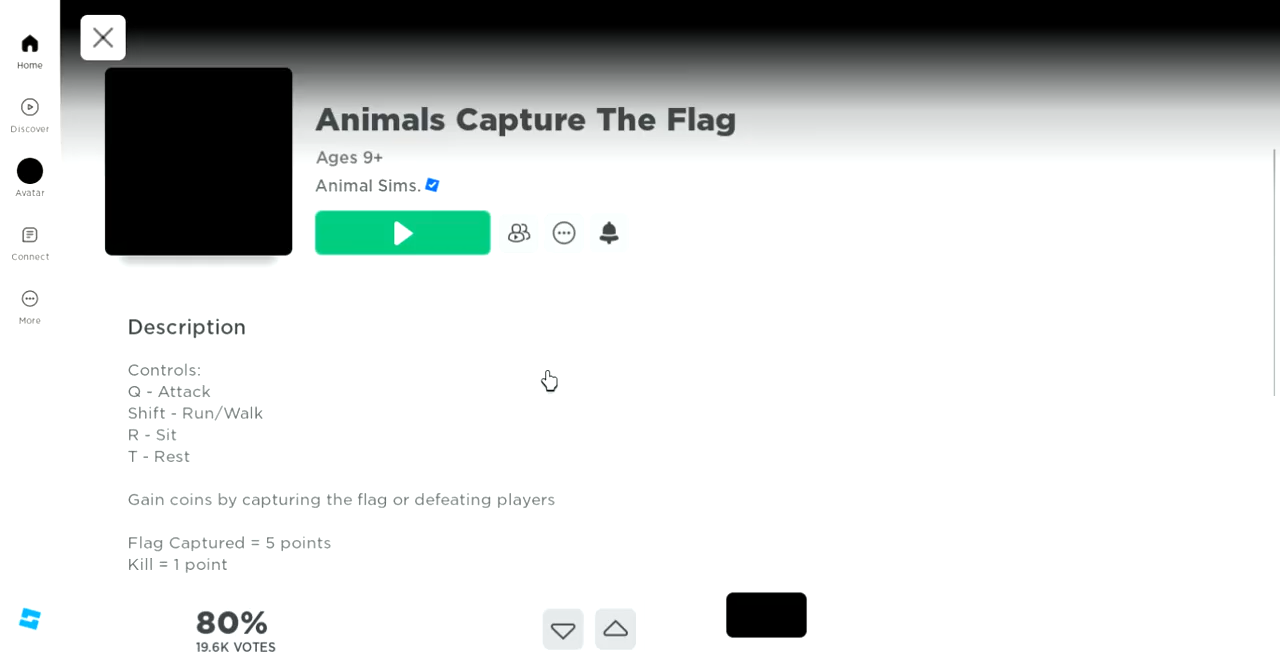 Home
Discover
Avatar
Connect
More
Animals Capture The Flag
Ages 9+
Animal Sims.
Description
Controls:
Q - Attack
Shift - Run/Walk
R - Sit
T - Rest
Gain coins by capturing the flag or defeating players
Flag Captured = 5 points
Kill = 1 point
80%
19.6K VOTES